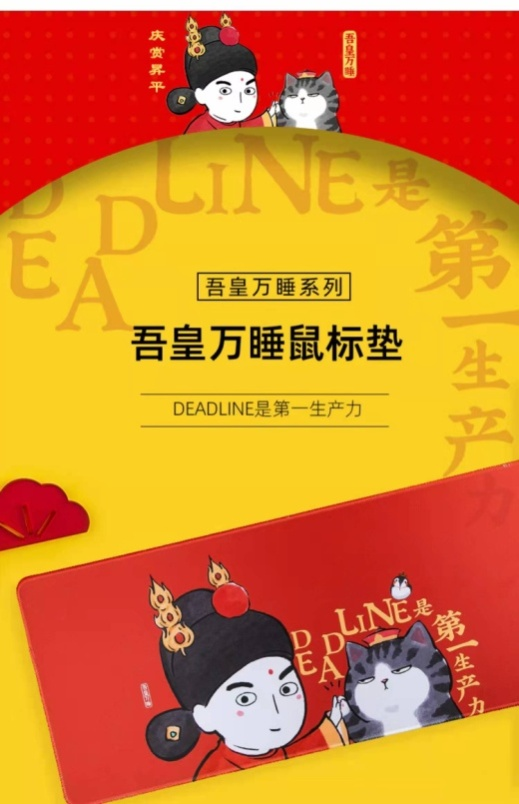 庆赏昇平
吾皇万睡
DEADLINE是
第一生产力
吾皇万睡系列
吾皇万睡鼠标垫
DEADLINE是第一生产力
DEADLINE是
第一生产力